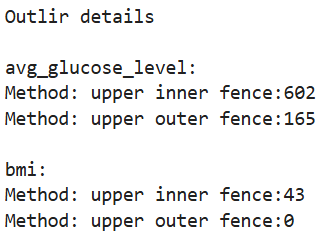 Outlir details
avg_glucose_level:
Method: upper inner fence:602
Method: upper outer fence:165
bmi:
Method: upper inner fence:43
Method: upper outer fence:0